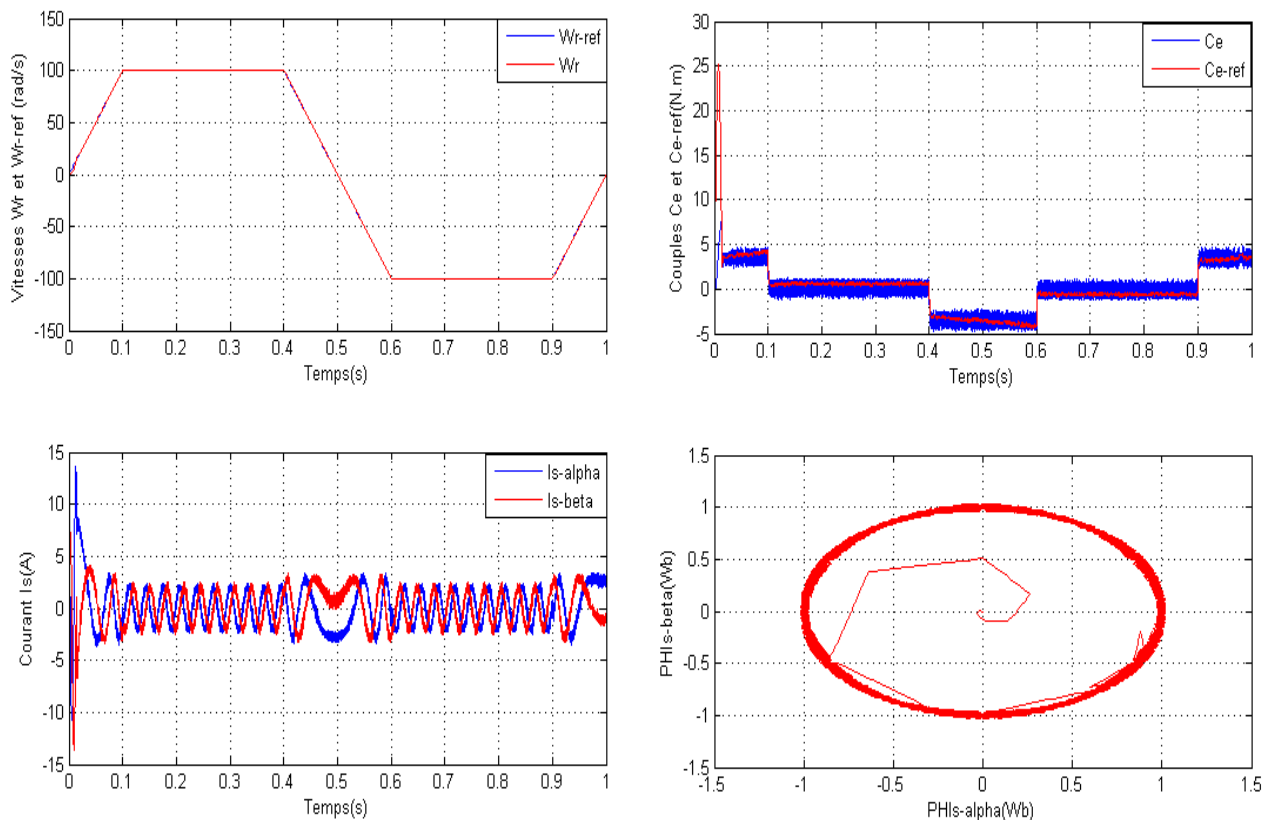 Vitesses Wr et Wr-ref (rad/s)
150
100
50
0
-50
-100
-150
Wr-ref
Wr
0 0.1 0.2 0.3 0.4 0.5 0.6 0.7 0.8 0.9 1
Temps(s)
Couples Ce et Ce-ref(N.m)
30
25
20
15
10
5
0
-5
Ce
Ce-ref
0 0.1 0.2 0.3 0.4 0.5 0.6 0.7 0.8 0.9 1
Temps(s)
Courant Is(A)
15
10
5
0
-5
-10
-15
Is-alpha
Is-beta
0 0.1 0.2 0.3 0.4 0.5 0.6 0.7 0.8 0.9 1
Temps(s)
PHIs-beta(Wb)
1.5
1
0.5
0
-0.5
-1
-1.5
-1.5 -1 -0.5 0 0.5 1 1.5
PHIs-alpha(Wb)